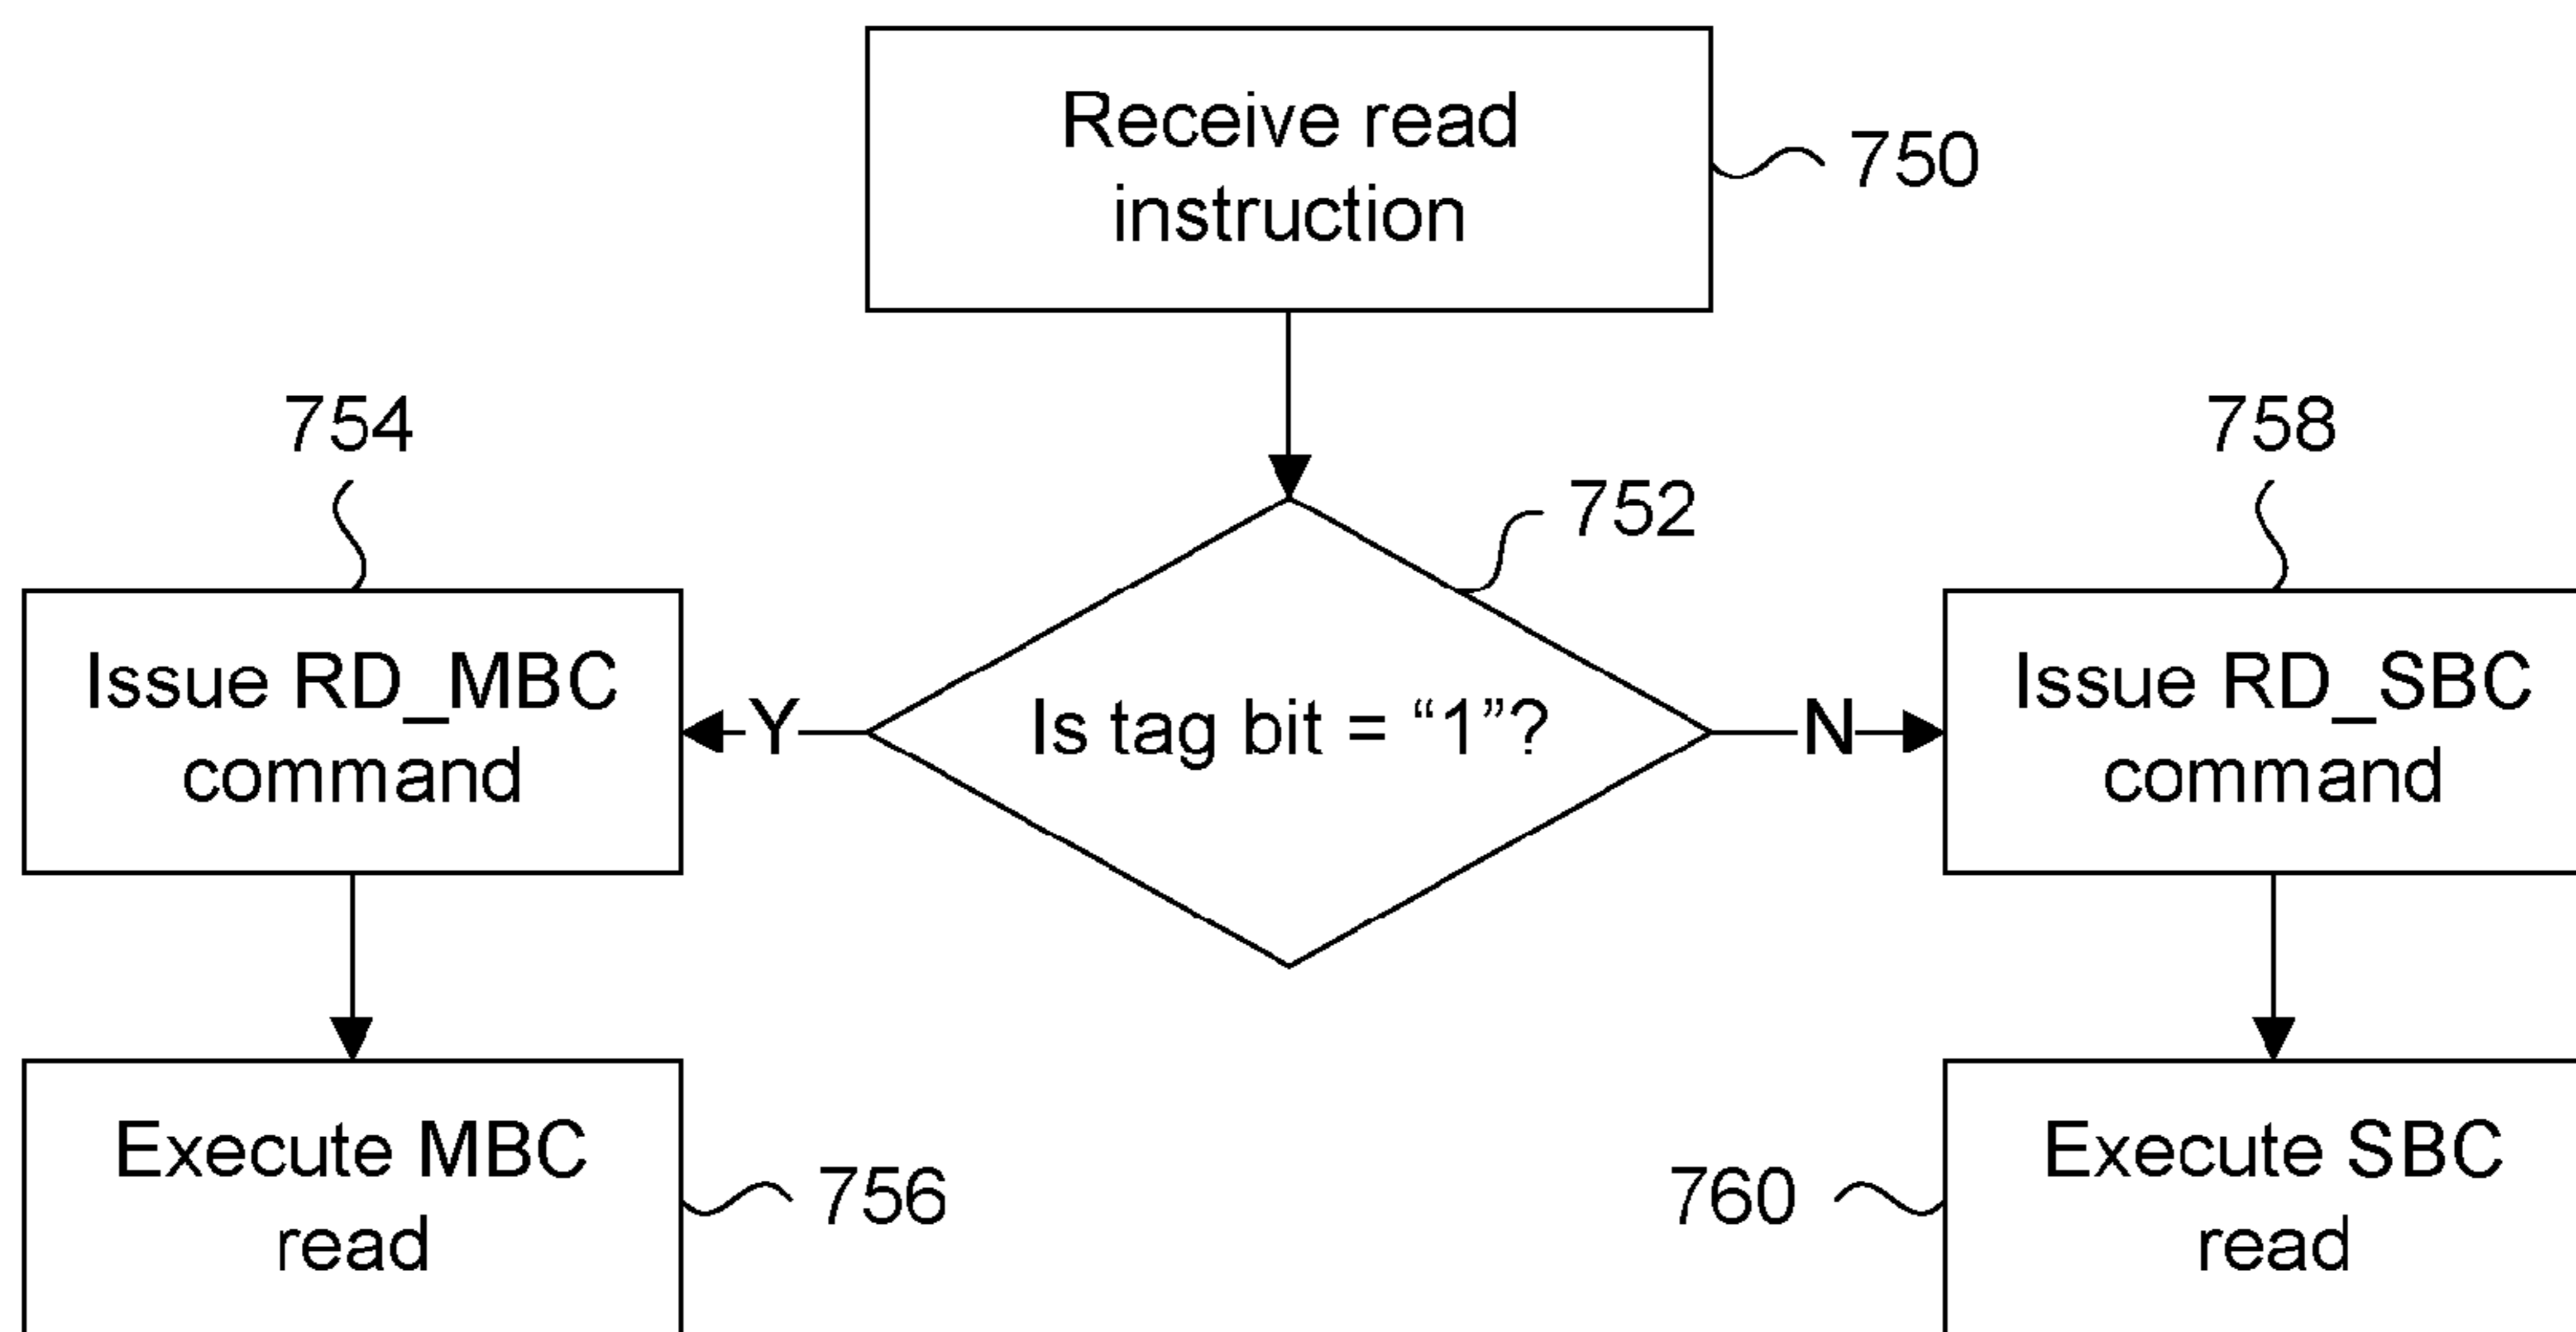 Receive read
instruction
750
754
758
752
Issue RD_MBC
command
Y
Is tag bit = “1”?
N
Issue RD_SBC
command
Execute MBC
read
756
760
Execute SBC
read